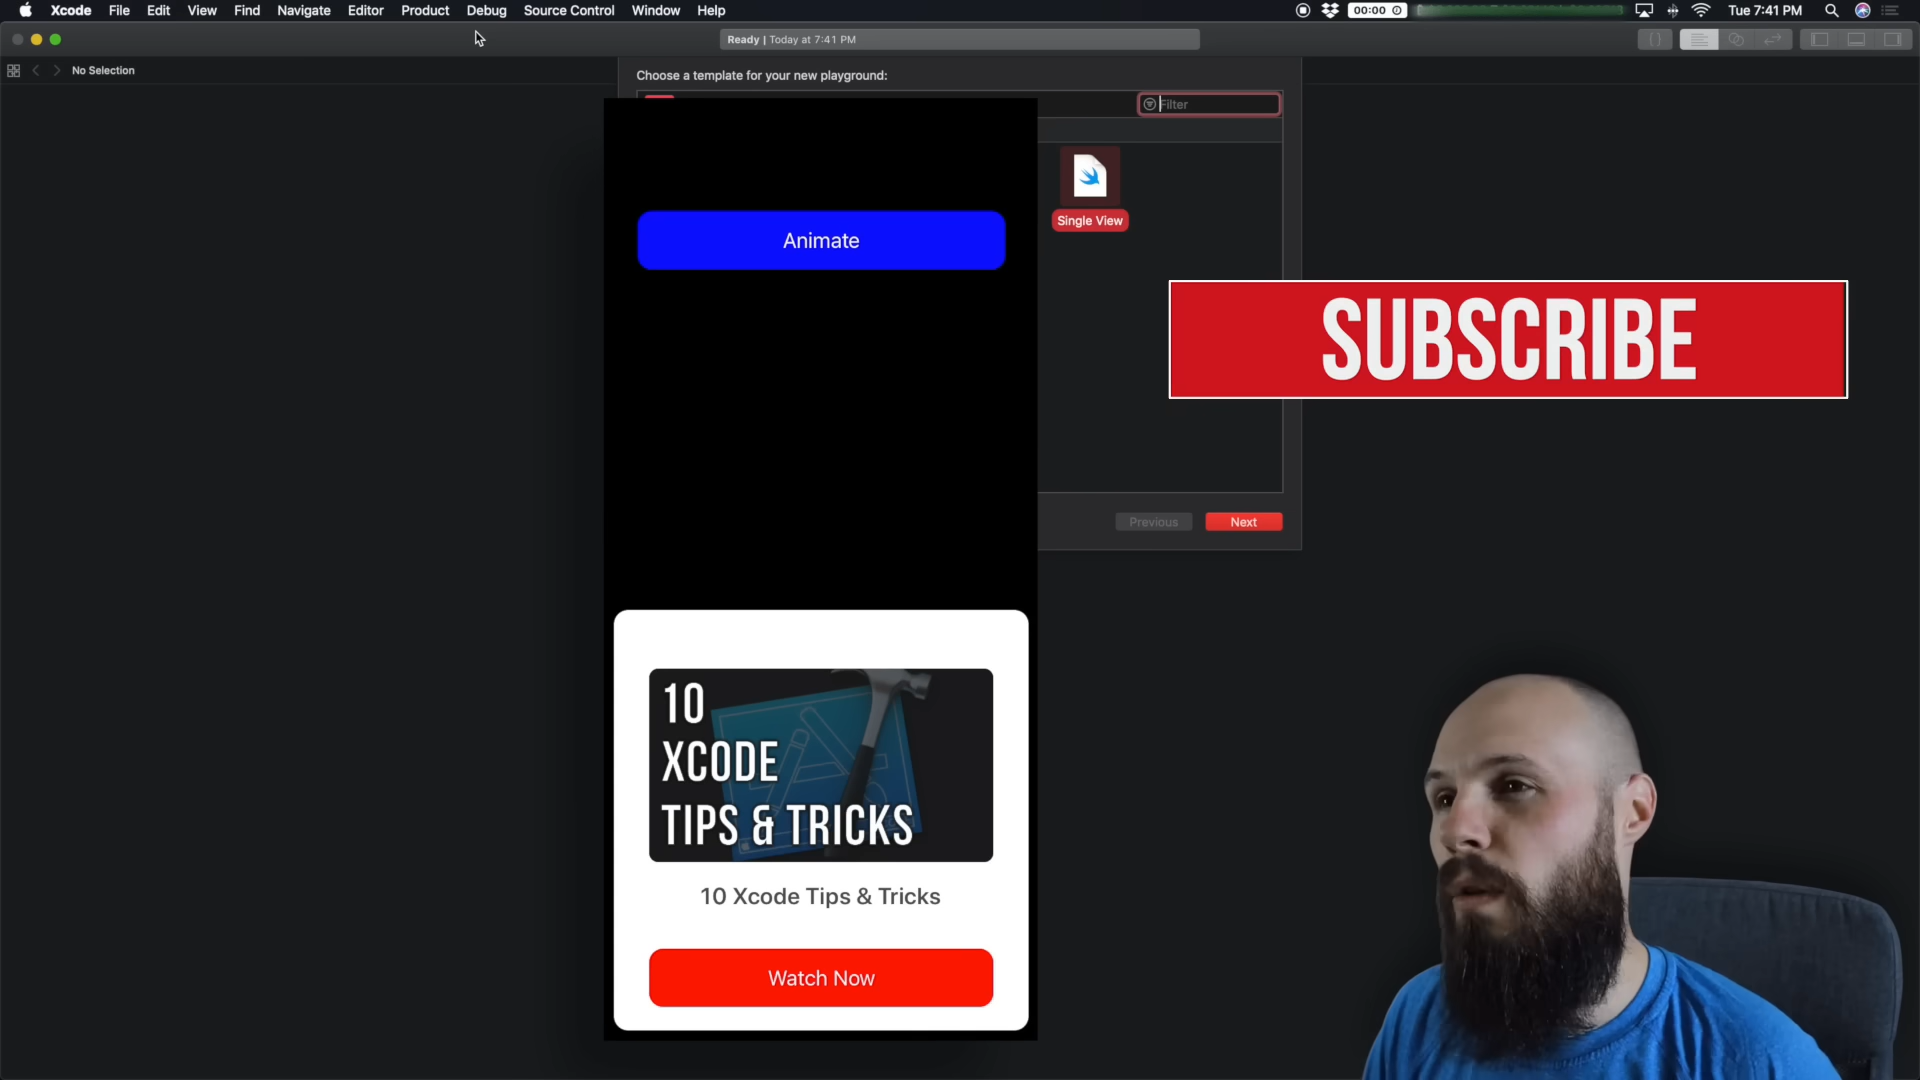 Xcode File Edit View Find Navigate Editor Product Debug Source Control Window Help
00:00
Tue 7:41 PM
Ready | Today at 7:41 PM
No Selection
Choose a template for your new playground:
Filter
Single View
Previous
Next
Animate
SUBSCRIBE
10
XCODE
TIPS & TRICKS
10 Xcode Tips & Tricks
Watch Now